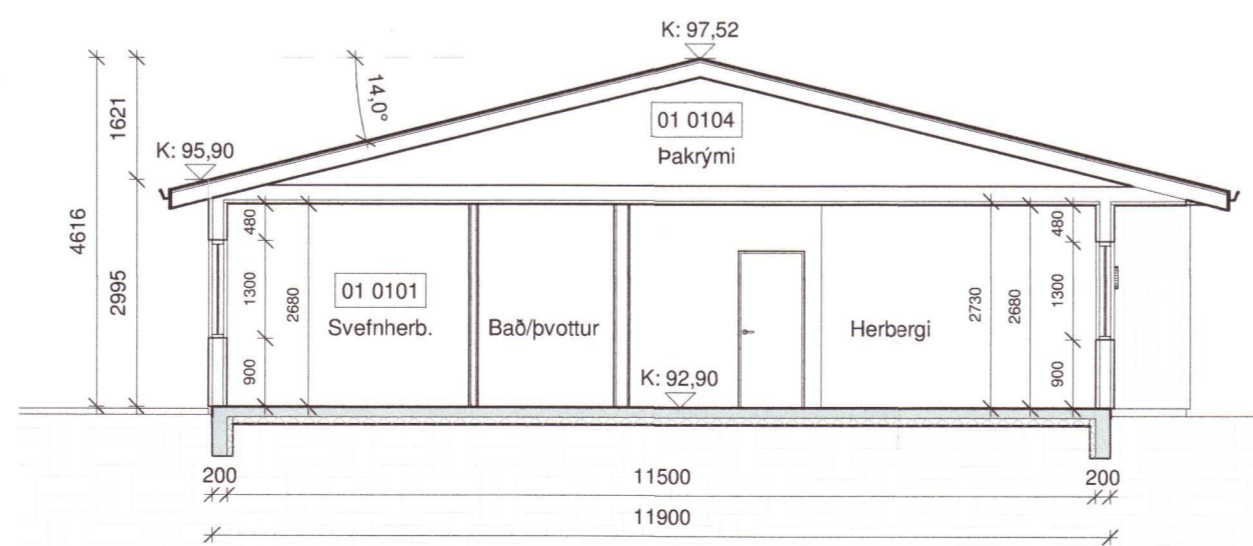 K: 97,52
14,0°
1621
01 0104
Þakrými
K: 95,90
4616
2995
480
1300
900
2680
01 0101
Svefnherb.
Bað/þvottur
Herbergi
2730
2680
480
1300
900
K: 92,90
200
11500
200
11900